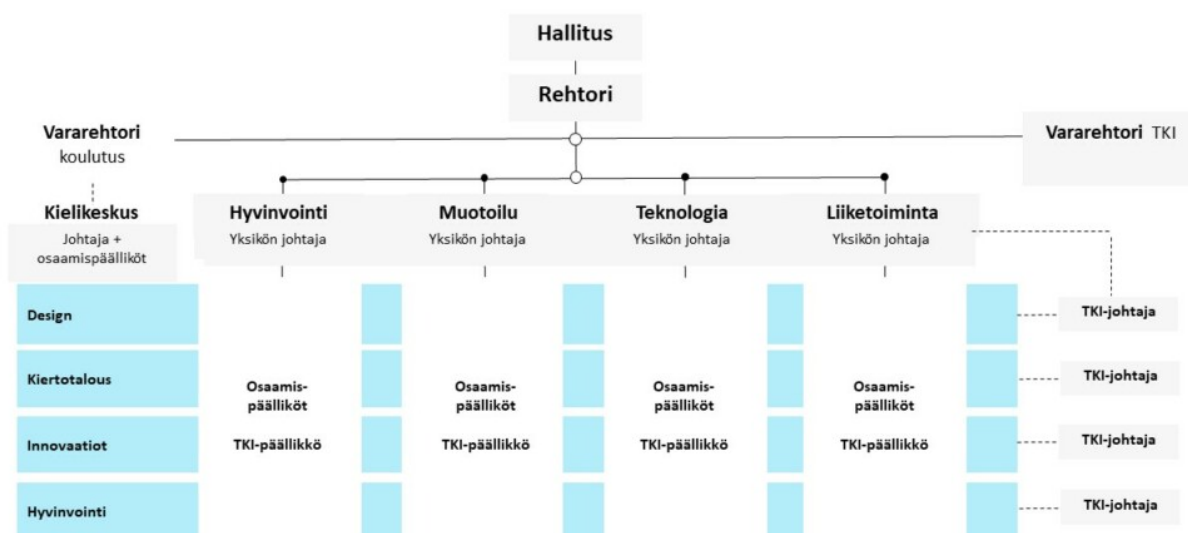 Hallitus
Rehtori
Vararehtori
koulutus
Vararehtori TKI
Kielikeskus
Johtaja +
osaamispäälliköt
Hyvinvointi
Yksikön johtaja
Muotoilu
Yksikön johtaja
Teknologia
Yksikön johtaja
Liiketoiminta
Yksikön johtaja
Design
TKI-johtaja
Kiertotalous
Osaamis-
päälliköt
Osaamis-
päälliköt
Osaamis-
päälliköt
Osaamis-
päälliköt
TKI-johtaja
Innovaatiot
TKI-päällikkö
TKI-päällikkö
TKI-päällikkö
TKI-päällikkö
TKI-johtaja
Hyvinvointi
TKI-johtaja